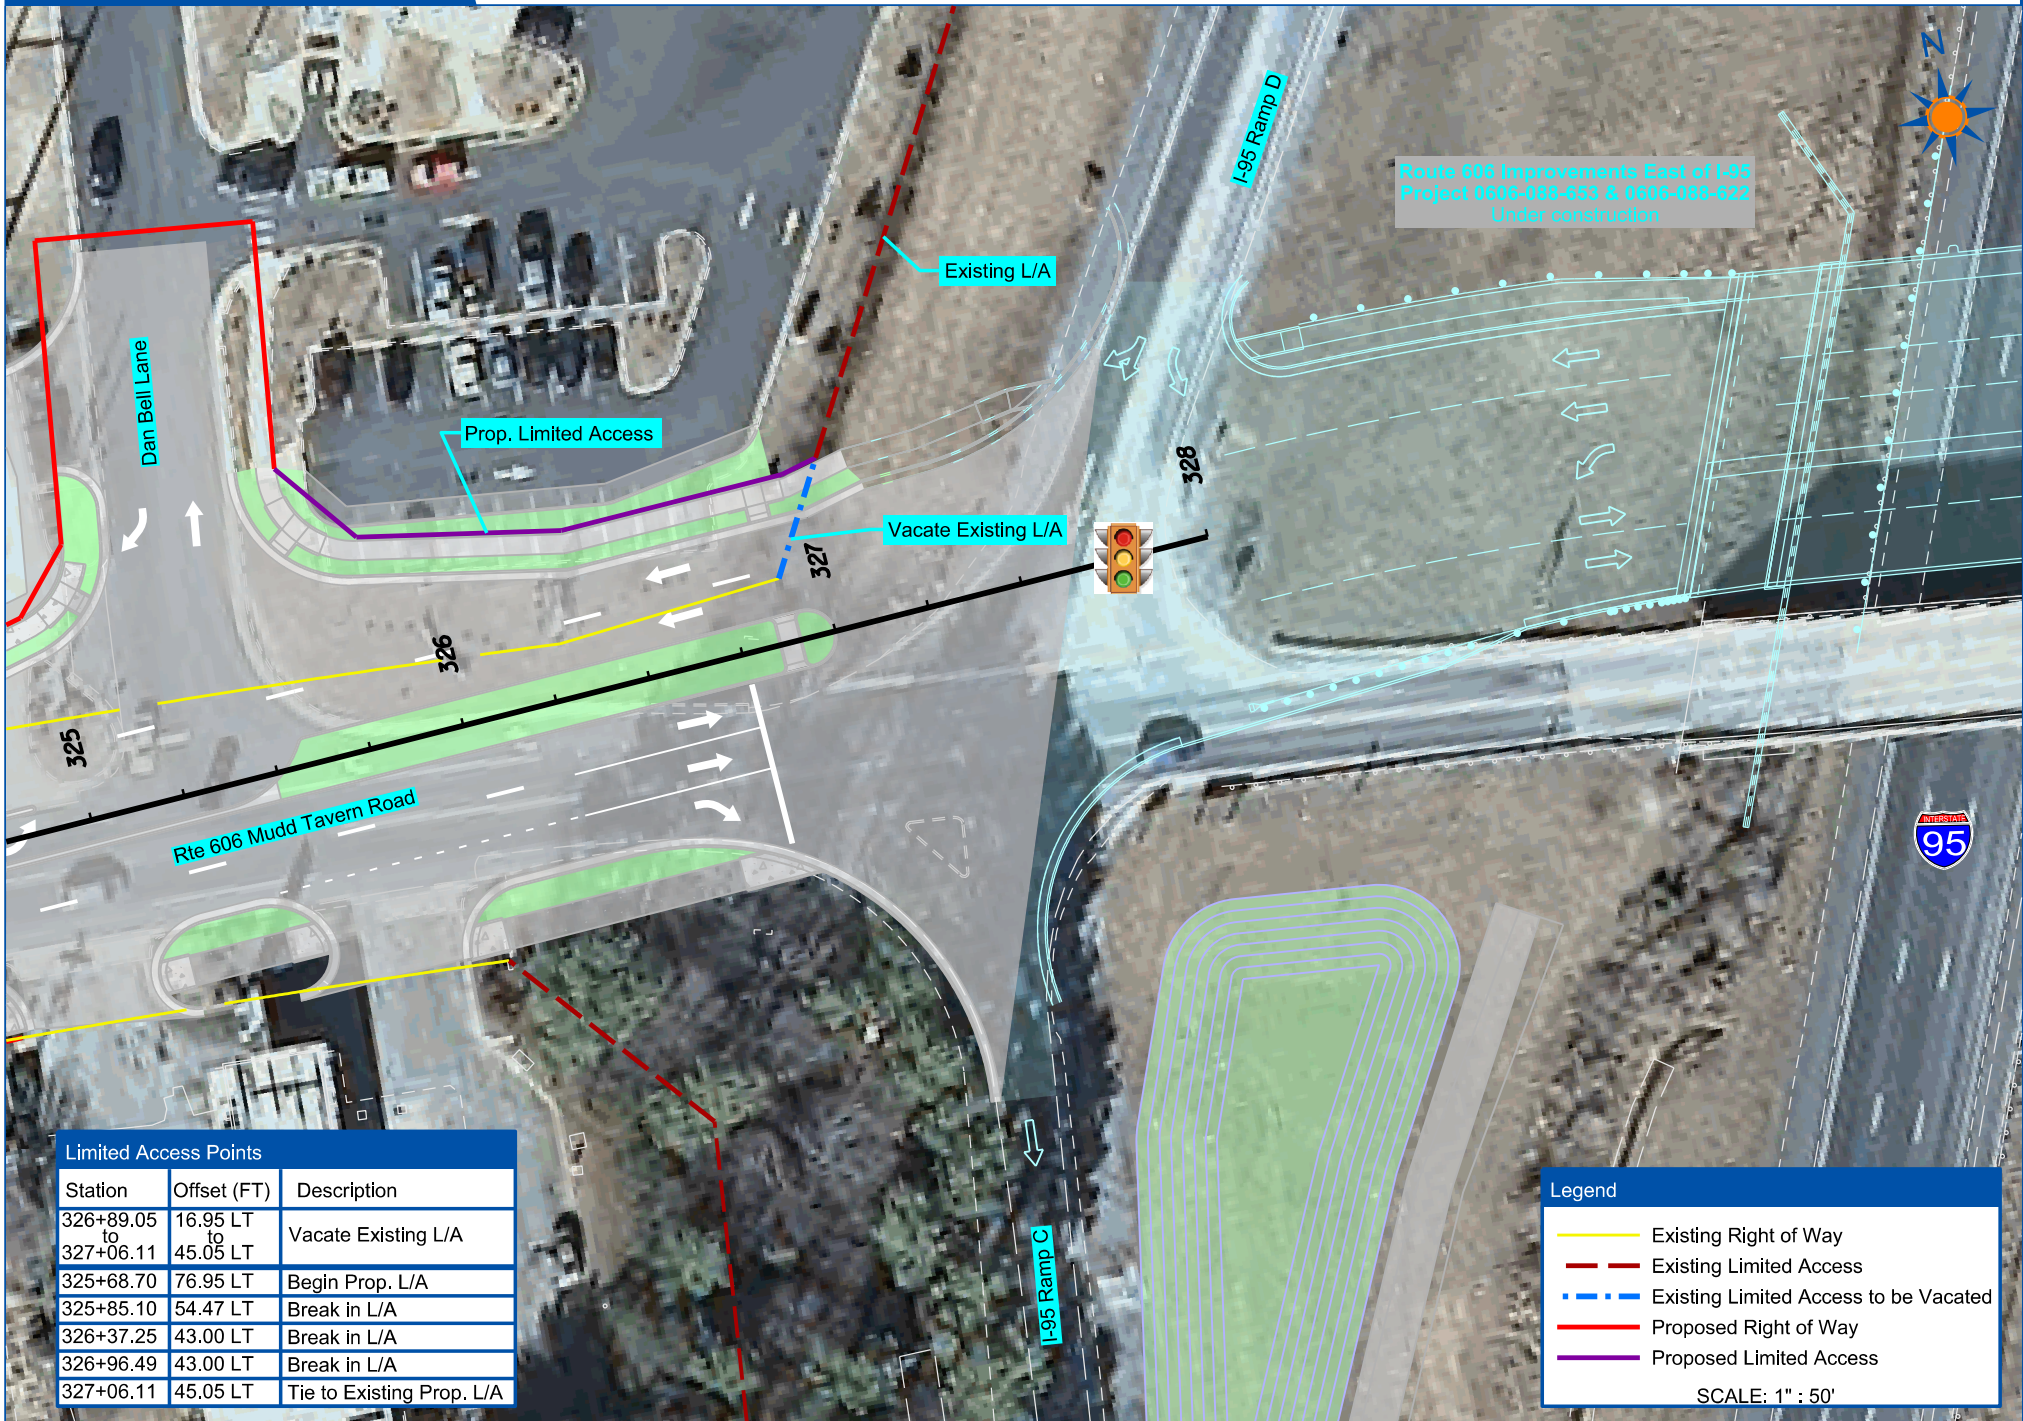 N
I-95 Ramp D
Route 606 Improvements East of I-95
Project 0606-088-653 & 0606-088-622
Under construction
Existing L/A
Dan Bell Lane
Prop. Limited Access
328
Vacate Existing L/A
327
326
325
Rte 606 Mudd Tavern Road
INTERSTATE
95
I-95 Ramp C
Limited Access Points
Station Offset (FT) Description
326+89.05 16.95 LT
to to
327+06.11 45.05 LT
Vacate Existing L/A
325+68.70 76.95 LT Begin Prop. L/A
325+85.10 54.47 LT Break in L/A
326+37.25 43.00 LT Break in L/A
326+96.49 43.00 LT Break in L/A
327+06.11 45.05 LT Tie to Existing Prop. L/A
Legend
Existing Right of Way
Existing Limited Access
Existing Limited Access to be Vacated
Proposed Right of Way
Proposed Limited Access
SCALE: 1" : 50'